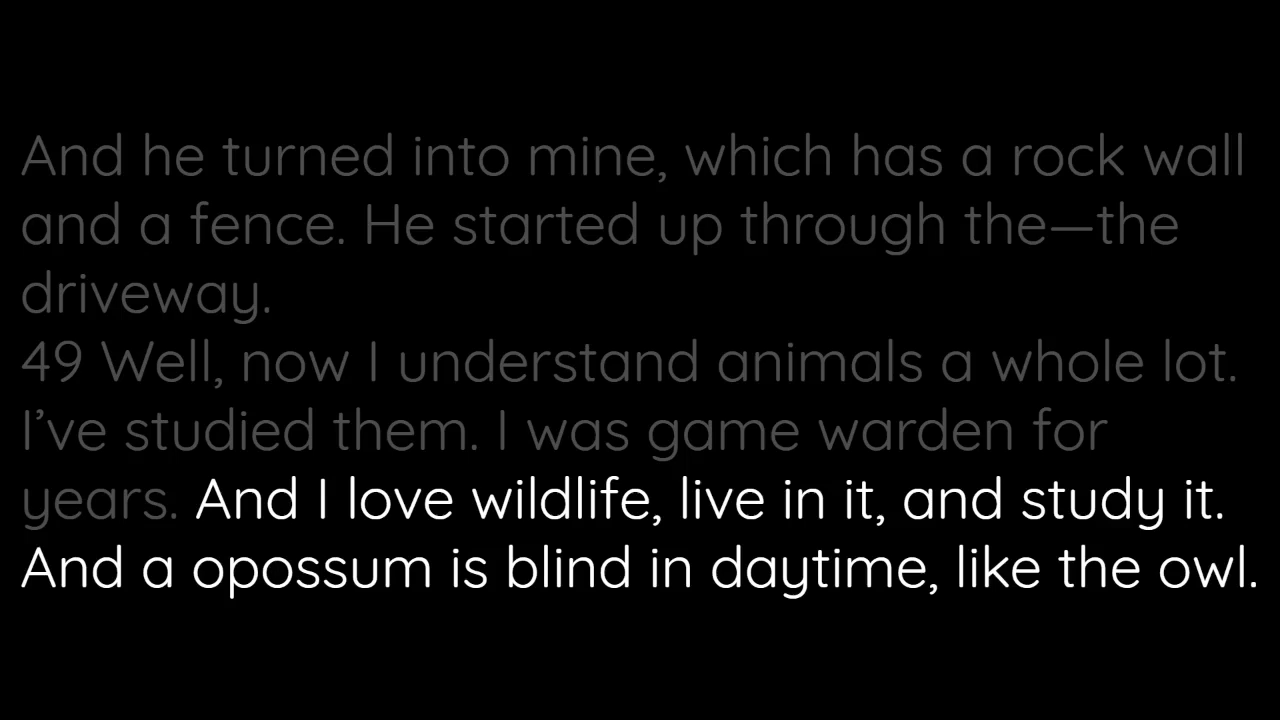 And he turned into mine, which has a rock wall
and a fence. He started up through the—the
driveway.
49 Well, now I understand animals a whole lot.
I’ve studied them. I was game warden for
years. And I love wildlife, live in it, and study it.
And a opossum is blind in daytime, like the owl.